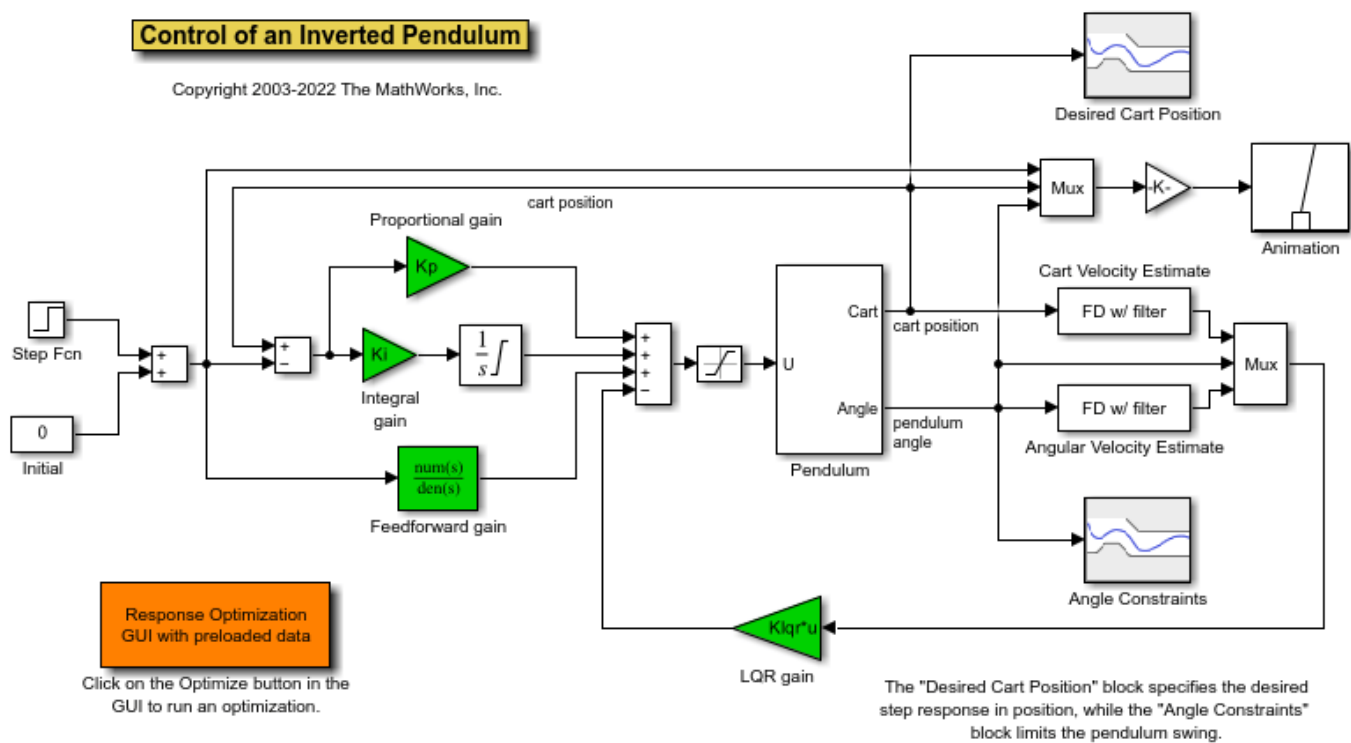 Control of an Inverted Pendulum
Copyright 2003-2022 The MathWorks, Inc.
Desired Cart Position
Mux
-K-
Animation
cart position
Proportional gain
Kp
Step Fcn
+
+
0
Initial
+
−
Ki
Integral
gain
1
s
num(s)
den(s)
Feedforward gain
+
+
+
−
U
Cart
Angle
Pendulum
cart position
pendulum
angle
Cart Velocity Estimate
FD w/ filter
FD w/ filter
Angular Velocity Estimate
Mux
Angle Constraints
Klqr*u
LQR gain
Response Optimization
GUI with preloaded data
Click on the Optimize button in the
GUI to run an optimization.
The "Desired Cart Position" block specifies the desired
step response in position, while the "Angle Constraints"
block limits the pendulum swing.